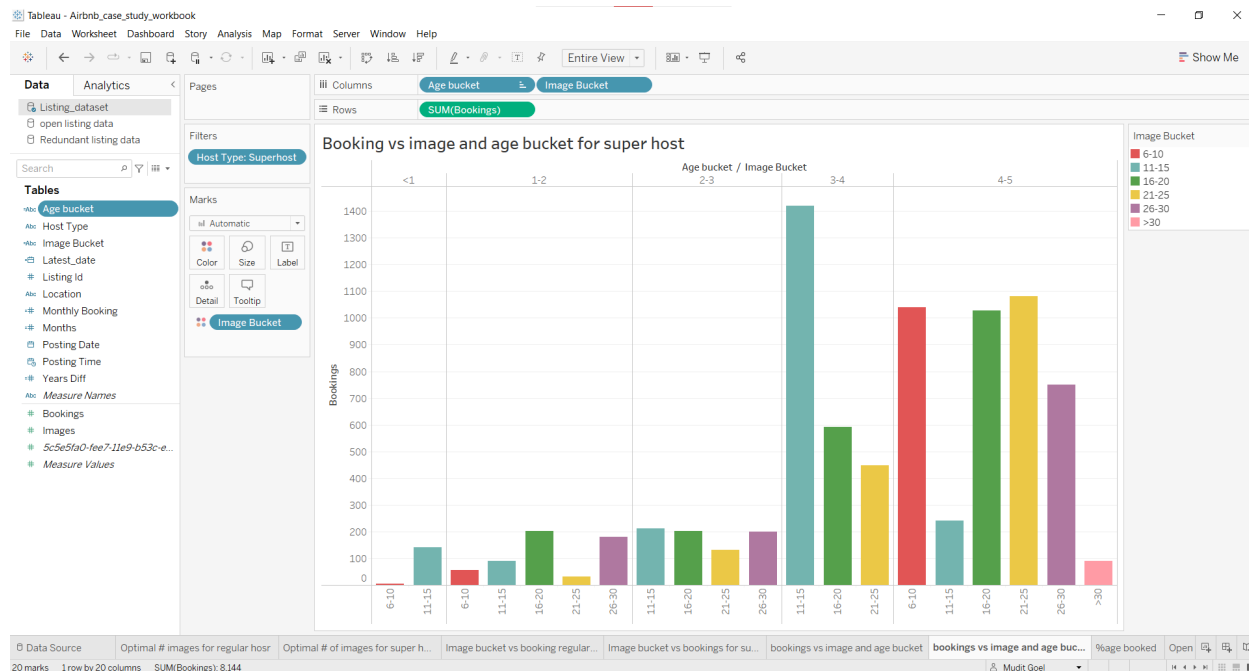 Tableau - Airbnb_case_study_workbook
File Data Worksheet Dashboard Story Analysis Map Format Server Window Help
Entire View
Show Me
Data Analytics
Listing_dataset
open listing data
Redundant listing data
Search
Tables
Abc Age bucket
Abc Host Type
Abc Image Bucket
Latest_date
# Listing Id
Abc Location
# Monthly Booking
# Months
Posting Date
Posting Time
# Years Diff
Abc Measure Names
# Bookings
# Images
# 5c5e5fa0-fee7-11e9-b53c-e...
# Measure Values
Pages
Filters
Host Type: Superhost
Marks
Automatic
Color Size Label
Detail Tooltip
Image Bucket
Columns Age bucket Image Bucket
Rows SUM(Bookings)
Booking vs image and age bucket for super host
Age bucket / Image Bucket
<1 1-2 2-3 3-4 4-5
1400
1300
1200
1100
1000
900
800
700
600
500
400
300
200
100
0
Bookings
6-10 11-15 6-10 11-15 16-20 21-25 26-30 11-15 16-20 21-25 26-30 11-15 16-20 21-25 6-10 11-15 16-20 21-25 26-30 >30
Image Bucket
6-10
11-15
16-20
21-25
26-30
>30
Data Source Optimal # images for regular hosr Optimal # of images for super h... Image bucket vs booking regular... Image bucket vs bookings for su... bookings vs image and age bucket bookings vs image and age buc... %age booked Open
20 marks 1 row by 20 columns SUM(Bookings): 8,144 Mudit Goel